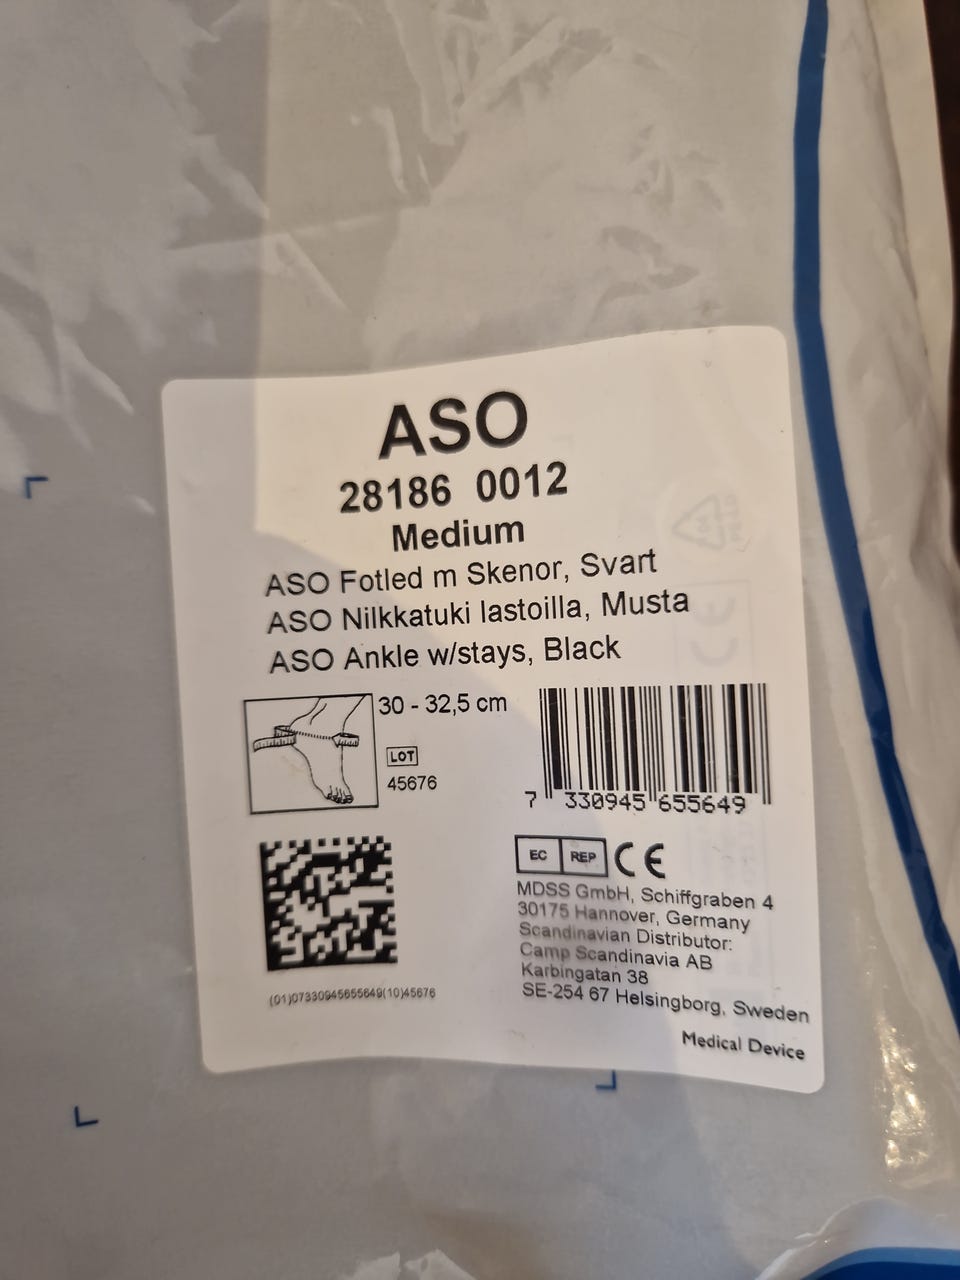 ASO
28186 0012
Medium
ASO Fotled m Skenor, Svart
ASO Nilkkatuki lastoilla, Musta
ASO Ankle w/stays, Black
30 - 32,5 cm
LOT
45676
7 330945 655649
EC REP CE
MDSS GmbH, Schiffgraben 4
30175 Hannover, Germany
Scandinavian Distributor:
Camp Scandinavia AB
Karbingatan 38
SE-254 67 Helsingborg, Sweden
(01)07330945655649(10)45676
Medical Device